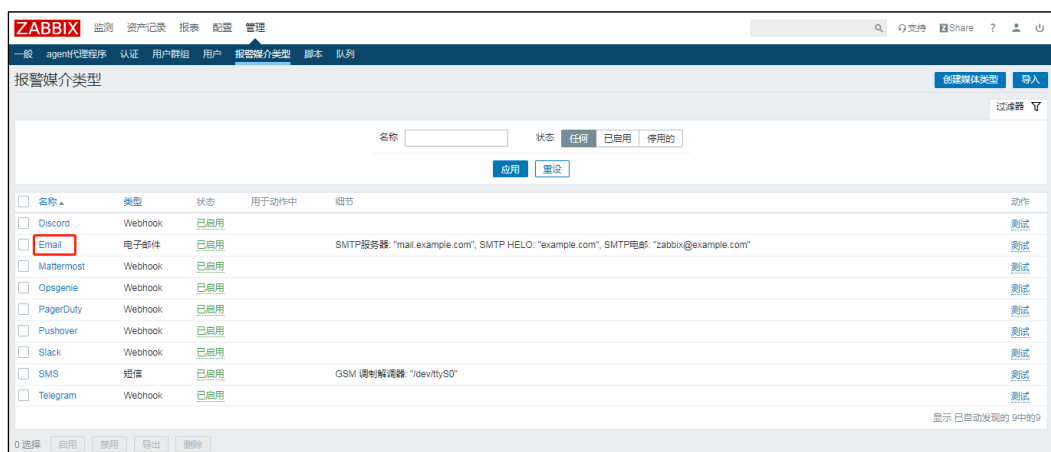 ZABBIX 监测 资产记录 报表 配置 管理 支持 Z Share ?
一般 agent代理程序 认证 用户群组 用户 报警媒介类型 脚本 队列
报警媒介类型 创建媒体类型 导入
过滤器
名称 状态 任何 已启用 停用的
应用 重设
名称 类型 状态 用于动作中 细节 动作
Discord Webhook 已启用 测试
Email 电子邮件 已启用 SMTP服务器: "mail.example.com", SMTP HELO: "example.com", SMTP电邮: "zabbix@example.com" 测试
Mattermost Webhook 已启用 测试
Opsgenie Webhook 已启用 测试
PagerDuty Webhook 已启用 测试
Pushover Webhook 已启用 测试
Slack Webhook 已启用 测试
SMS 短信 已启用 GSM 调制解调器: "/dev/ttyS0" 测试
Telegram Webhook 已启用 测试
显示 已自动发现的 9中的9
0 选择 启用 禁用 导出 删除